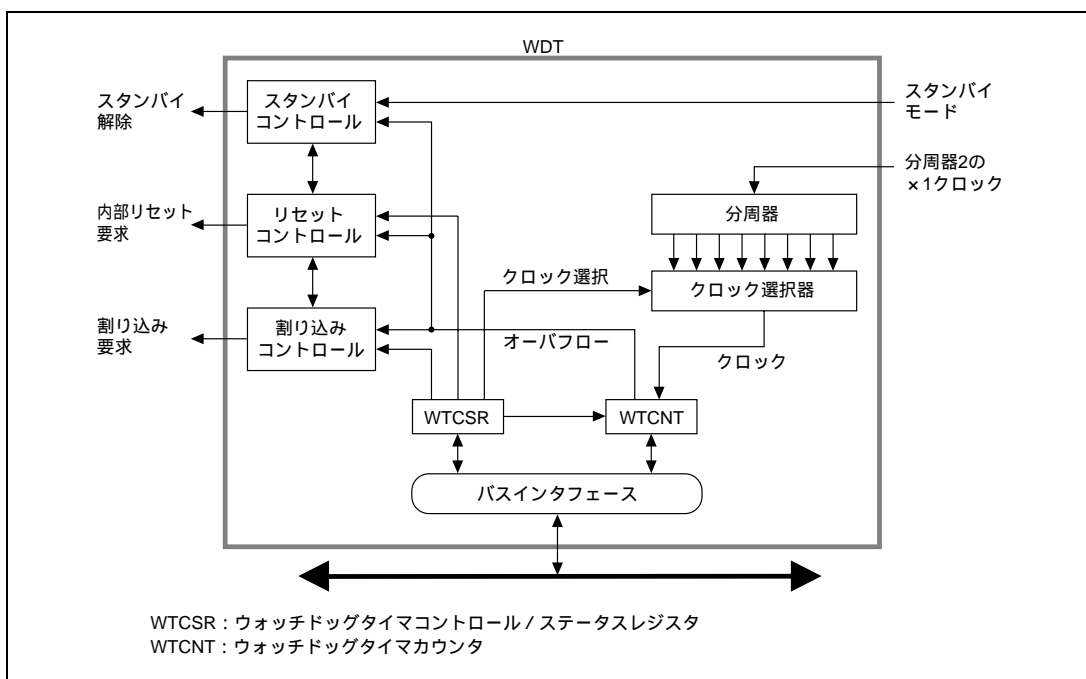 WDT
スタンバイ
解除
スタンバイ
コントロール
スタンバイ
モード
分周器2の
×1クロック
内部リセット
要求
リセット
コントロール
分周器
クロック選択
クロック選択器
割り込み
要求
割り込み
コントロール
オーバフロー
クロック
WTCSR
WTCNT
バスインタフェース
WTCSR：ウォッチドッグタイマコントロール / ステータスレジスタ
WTCNT：ウォッチドッグタイマカウンタ